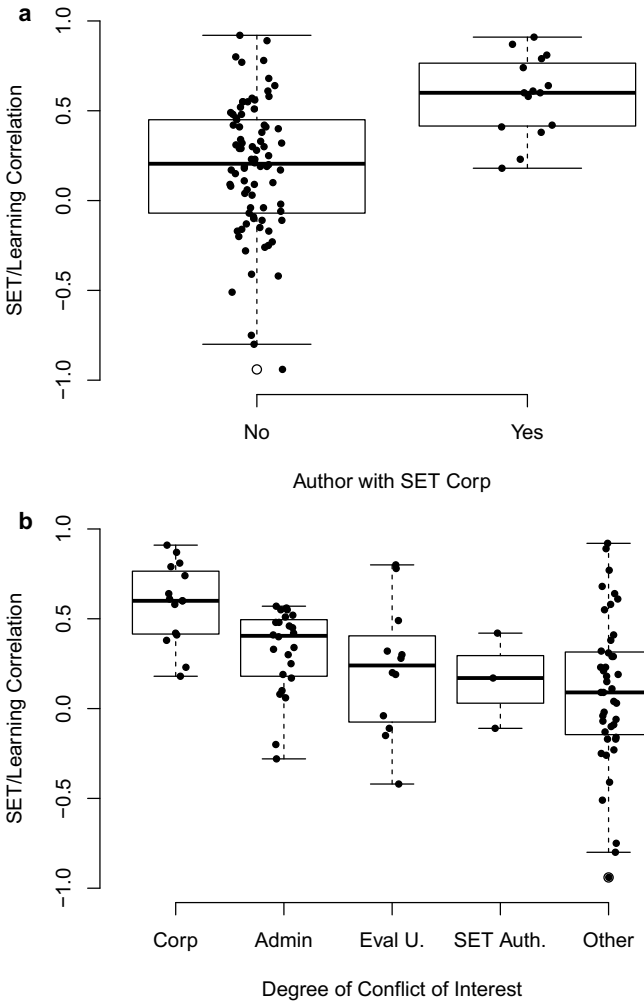 a
SET/Learning Correlation
1.0
0.5
0.0
−0.5
−1.0
No Yes
Author with SET Corp
b
SET/Learning Correlation
1.0
0.5
0.0
−0.5
−1.0
Corp Admin Eval U. SET Auth. Other
Degree of Conflict of Interest